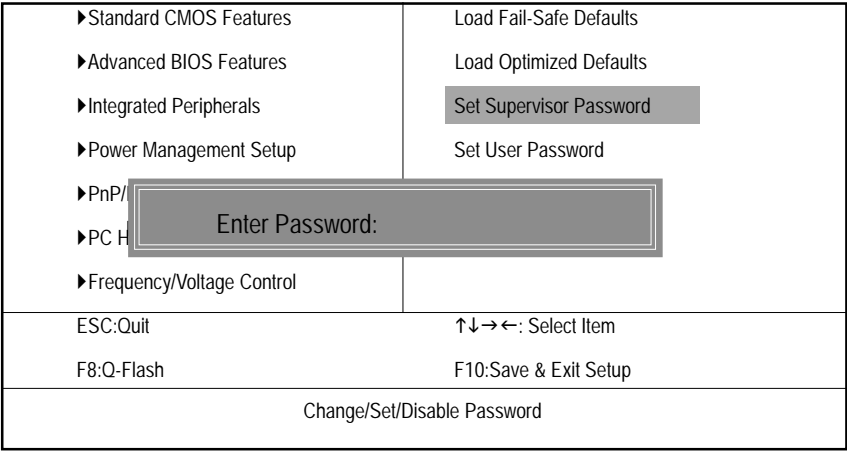 ▶Standard CMOS Features
▶Advanced BIOS Features
▶Integrated Peripherals
▶Power Management Setup
▶PnP/
▶PC H
▶Frequency/Voltage Control
Load Fail-Safe Defaults
Load Optimized Defaults
Set Supervisor Password
Set User Password
Enter Password:
ESC:Quit
↑↓→←: Select Item
F8:Q-Flash
F10:Save & Exit Setup
Change/Set/Disable Password